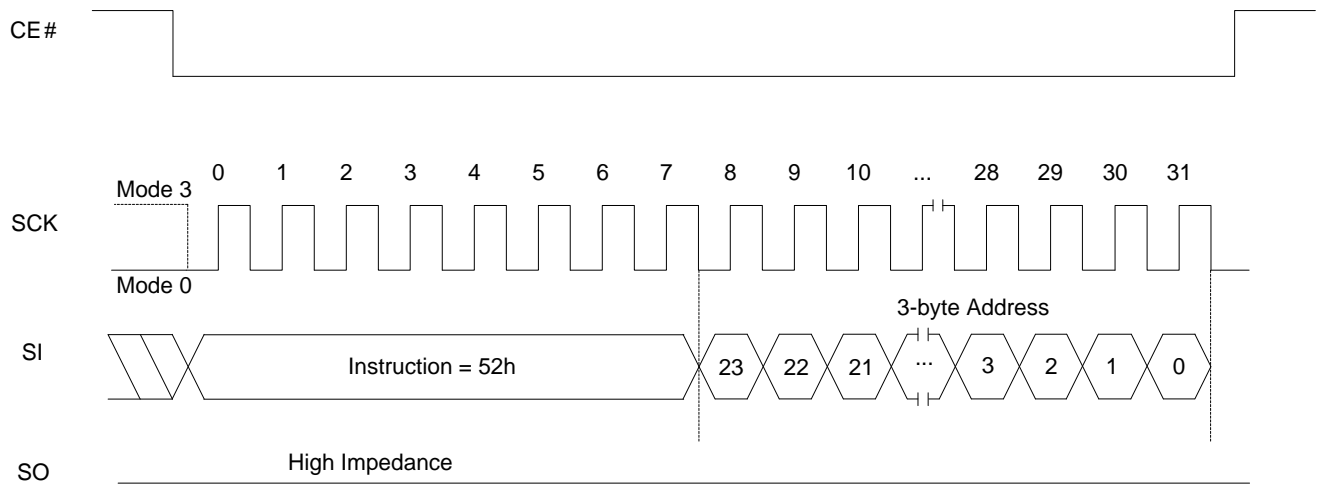 CE#
0 1 2 3 4 5 6 7 8 9 10 ... 28 29 30 31
Mode 3
SCK
Mode 0
3-byte Address
SI
Instruction = 52h
23 22 21 ... 3 2 1 0
High Impedance
SO